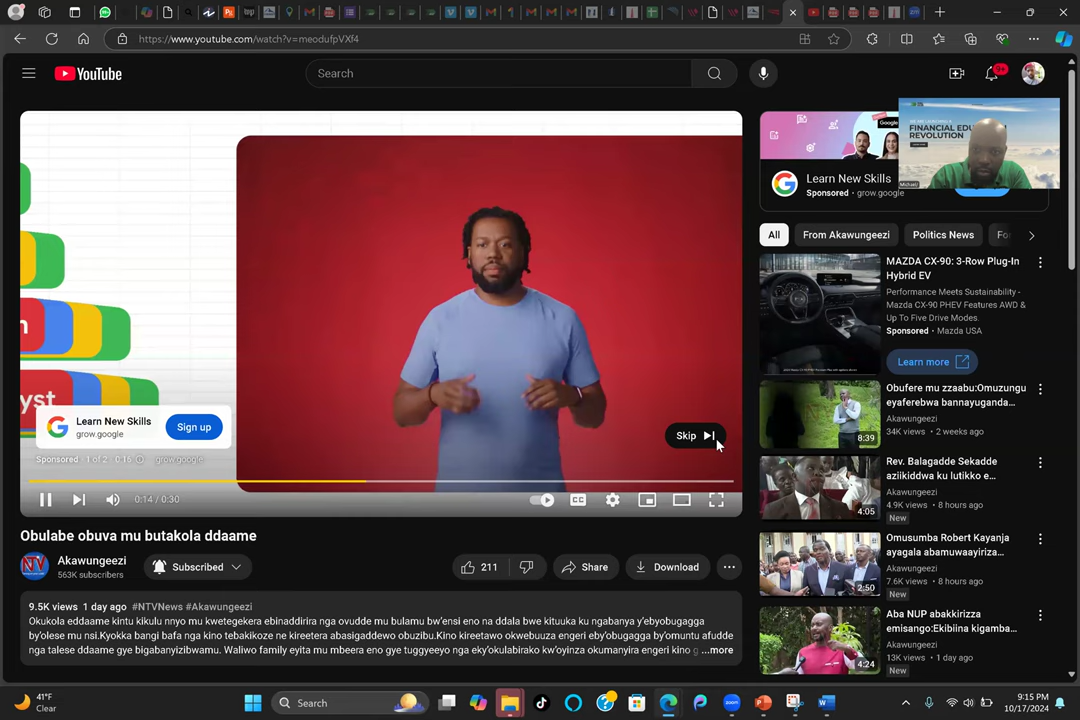 https://www.youtube.com/watch?v=meodufpVXf4
YouTube
Search
9+
yst
Learn New Skills
grow.google
Sign up
Skip
Sponsored · 1 of 2 · 0:16
grow.google
0:14 / 0:30
CC
Obulabe obuva mu butakola ddaame
NTV
Akawungeezi
563K subscribers
Subscribed
211
Share
Download
9.5K views 1 day ago #NTVNews #Akawungeezi
Okukola eddaame kintu kikulu nnyo mu kwetegekera ebinaddirira nga ovudde mu bulamu bw'ensi eno na ddala bwe kituuka ku ngabanya y'ebyobugagga
by'olese mu nsi.Kyokka bangi bafa nga kino tebakikoze ne kireetera abasigaddewo obuzibu.Kino kireetawo okwebuuza engeri eby'obugagga by'omuntu afudde
nga talese ddaame gye bigabanyizibwamu. Waliwo family eyita mu mbeera eno gye tuggyeeyo nga eky'okulabirako kw'oyinza okumanyira engeri kino g
...more
Google
FINANCIAL EDU
REVOLUTION
Learn New Skills
Sponsored · grow.google
All
From Akawungeezi
Politics News
Fo
MAZDA CX-90: 3-Row Plug-In
Hybrid EV
Performance Meets Sustainability -
Mazda CX-90 PHEV Features AWD &
Up To Five Drive Modes.
Sponsored · Mazda USA
Learn more
Obufere mu zzaabu:Omuzungu
eyaferebwa bannayuganda...
Akawungeezi
34K views · 2 weeks ago
8:39
Rev. Balagadde Sekadde
aziikiddwa ku lutikko e...
Akawungeezi
4.9K views · 8 hours ago
New
4:05
Omusumba Robert Kayanja
ayagala abamuwaayiriza...
Akawungeezi
7.6K views · 8 hours ago
New
2:50
Aba NUP abakkirizza
emisango:Ekibiina kigamba...
Akawungeezi
13K views · 1 day ago
New
4:24
41°F
Clear
Search
9:15 PM
10/17/2024